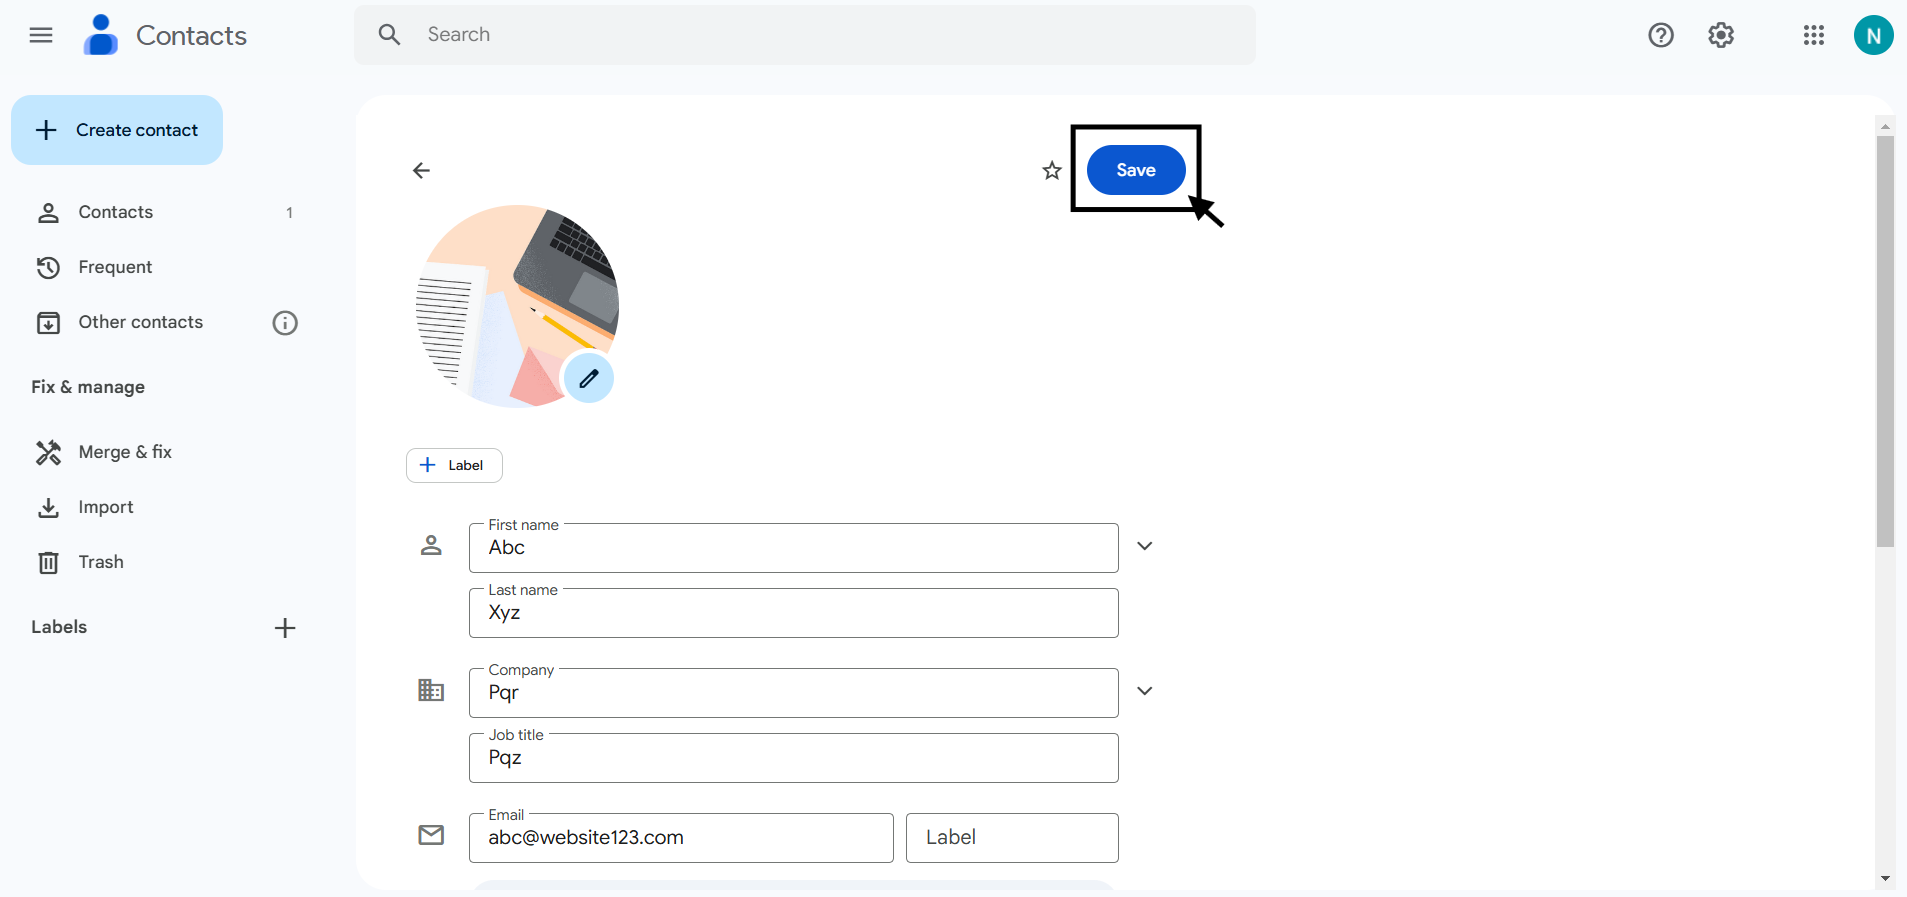 Contacts
Search
N
Create contact
Contacts 1
Frequent
Other contacts
Fix & manage
Merge & fix
Import
Trash
Labels
Save
Label
First name
Abc
Last name
Xyz
Company
Pqr
Job title
Pqz
Email
abc@website123.com
Label